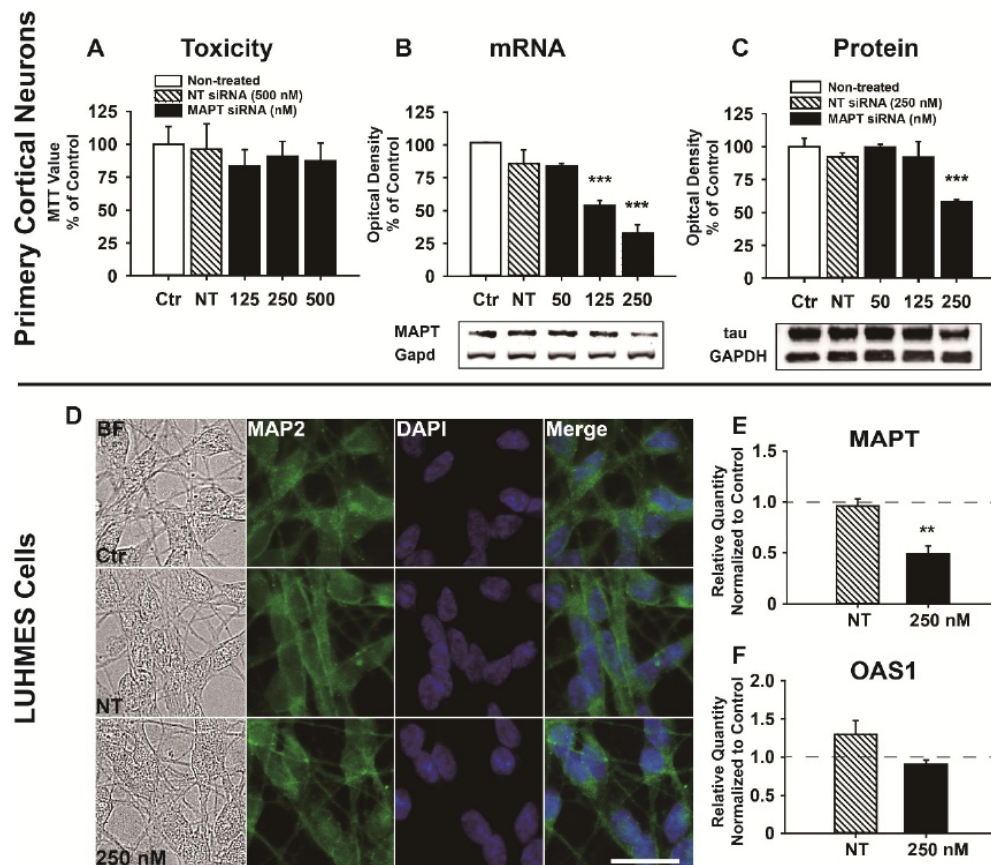 Primery Cortical Neurons
A Toxicity
Non-treated
NT siRNA (500 nM)
MAPT siRNA (nM)
MTT Value
% of Control
125
100
75
50
25
0
Ctr NT 125 250 500
B mRNA
Opitcal Density
% of Control
125
100
75
50
25
0
***
***
Ctr NT 50 125 250
MAPT
Gapd
C Protein
Non-treated
NT siRNA (250 nM)
MAPT siRNA (nM)
Opitcal Density
% of Control
125
100
75
50
25
0
***
Ctr NT 50 125 250
tau
GAPDH
LUHMES Cells
D
BF MAP2 DAPI Merge
Ctr
NT
250 nM
E MAPT
Relative Quantity
Normalized to Control
1.5
1.0
0.5
0
**
NT 250 nM
F OAS1
Relative Quantity
Normalized to Control
2.0
1.5
1.0
0.5
0
NT 250 nM